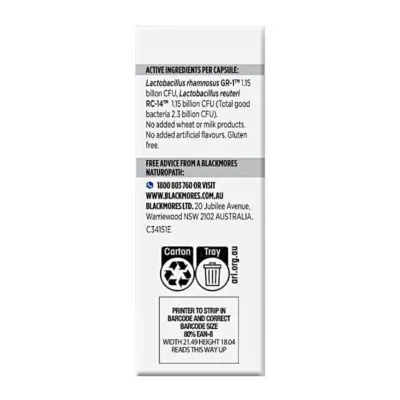 ACTIVE INGREDIENTS PER CAPSULE:
Lactobacillus rhamnosus GR-1™ 1.15
billon CFU, Lactobacillus reuteri
RC-14™ 1.15 billion CFU (Total good
bacteria 2.3 billion CFU).
No added wheat or milk products.
No added artificial flavours. Gluten
free.
FREE ADVICE FROM A BLACKMORES
NATUROPATH:
1800 803 760 OR VISIT
WWW.BLACKMORES.COM.AU
BLACKMORES LTD. 20 Jubilee Avenue,
Warriewood NSW 2102 AUSTRALIA.
C34151E
Carton Tray
arl.org.au
PRINTER TO STRIP IN
BARCODE AND CORRECT
BARCODE SIZE
80% EAN-8
WIDTH 21.49 HEIGHT 18.04
READS THIS WAY UP